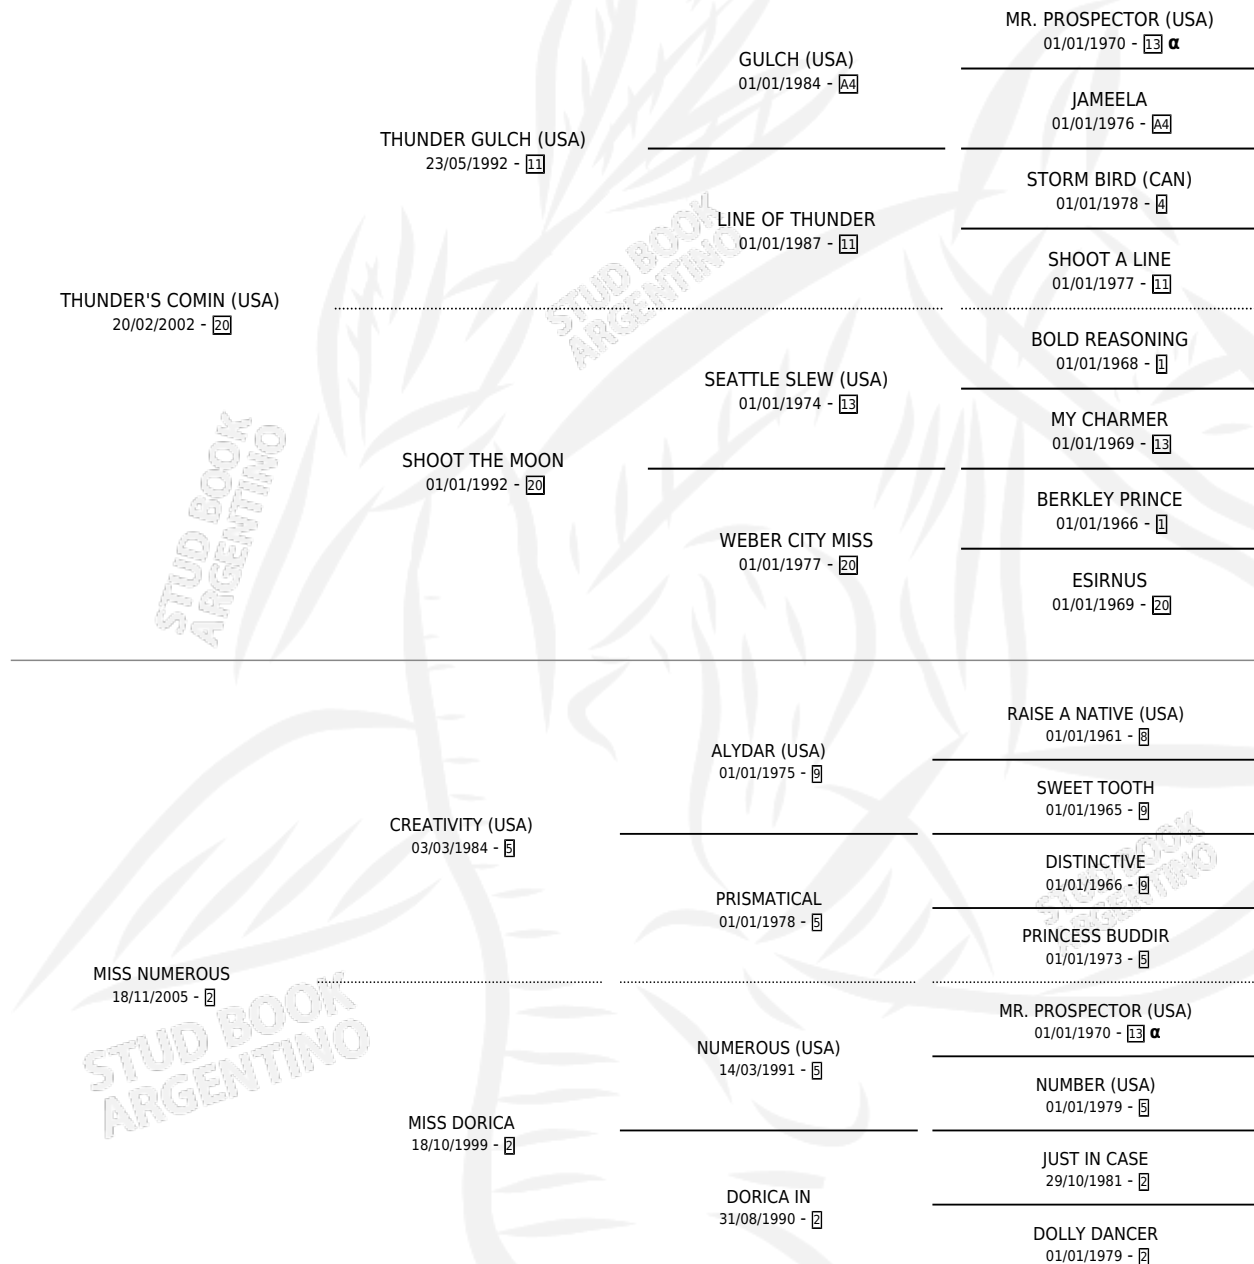 MR. PROSPECTOR (USA)
01/01/1970 - 13 α
GULCH (USA)
01/01/1984 - A4
JAMEELA
01/01/1976 - A4
THUNDER GULCH (USA)
23/05/1992 - 11
STORM BIRD (CAN)
01/01/1978 - 4
LINE OF THUNDER
01/01/1987 - 11
SHOOT A LINE
01/01/1977 - 11
THUNDER'S COMIN (USA)
20/02/2002 - 20
BOLD REASONING
01/01/1968 - 1
SEATTLE SLEW (USA)
01/01/1974 - 13
MY CHARMER
01/01/1969 - 13
SHOOT THE MOON
01/01/1992 - 20
BERKLEY PRINCE
01/01/1966 - 1
WEBER CITY MISS
01/01/1977 - 20
ESIRNUS
01/01/1969 - 20
RAISE A NATIVE (USA)
01/01/1961 - 8
ALYDAR (USA)
01/01/1975 - 9
SWEET TOOTH
01/01/1965 - 9
CREATIVITY (USA)
03/03/1984 - 5
DISTINCTIVE
01/01/1966 - 9
PRISMATICAL
01/01/1978 - 5
PRINCESS BUDDIR
01/01/1973 - 5
MISS NUMEROUS
18/11/2005 - 2
MR. PROSPECTOR (USA)
01/01/1970 - 13 α
NUMEROUS (USA)
14/03/1991 - 5
NUMBER (USA)
01/01/1979 - 5
MISS DORICA
18/10/1999 - 2
JUST IN CASE
29/10/1981 - 2
DORICA IN
31/08/1990 - 2
DOLLY DANCER
01/01/1979 - 2
STUD BOOK
ARGENTINO
STUD BOOK
ARGENTINO
STUD BOOK
ARGENTINO
STUD BOOK
ARGENTINO